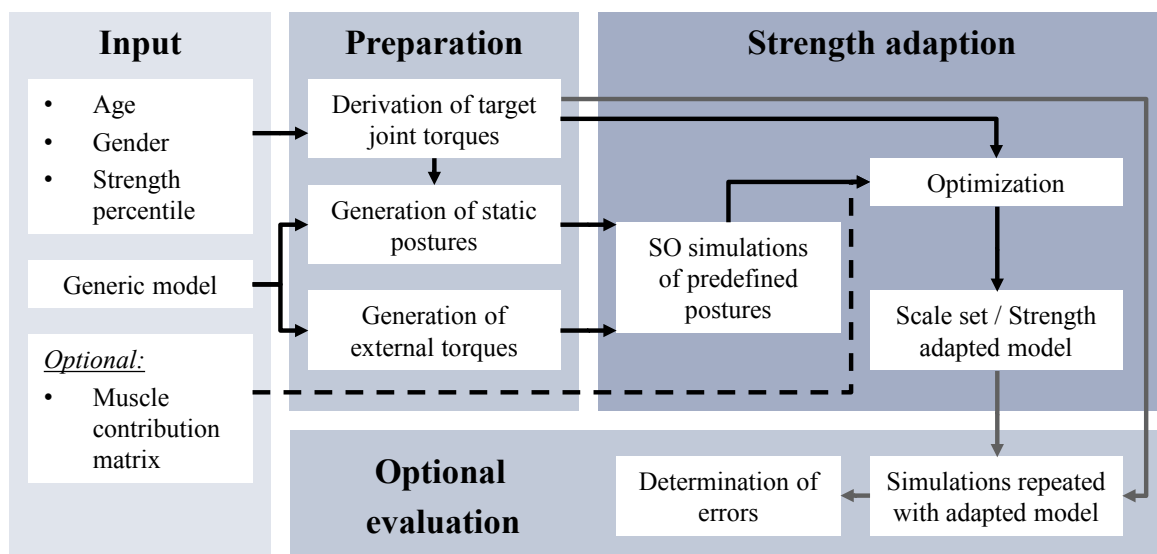 Input
• Age
• Gender
• Strength
percentile
Generic model
Optional:
• Muscle
contribution
matrix
Preparation
Derivation of target
joint torques
Generation of static
postures
Generation of
external torques
Strength adaption
SO simulations
of predefined
postures
Optimization
Scale set / Strength
adapted model
Optional
evaluation
Determination of
errors
Simulations repeated
with adapted model